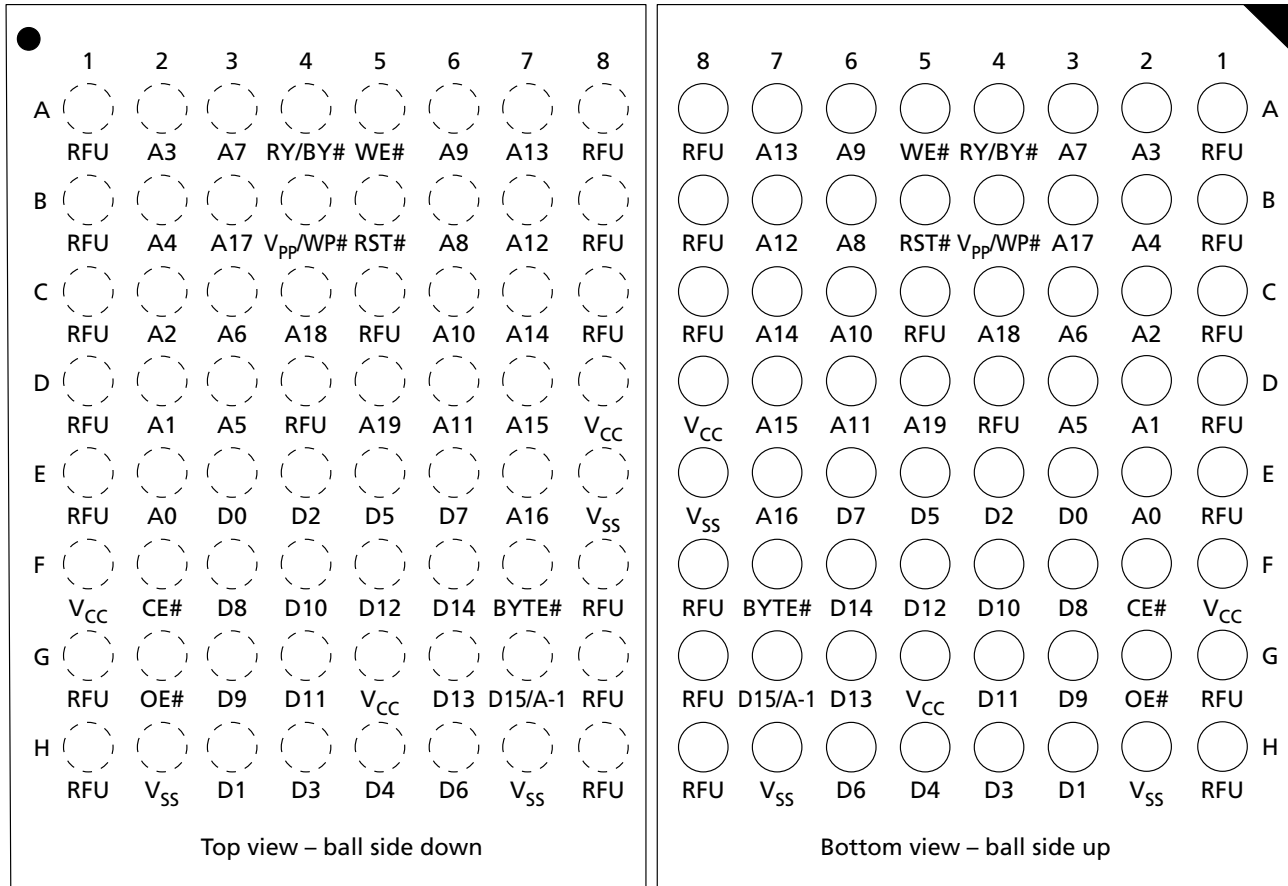 1 2 3 4 5 6 7 8
A
RFU A3 A7 RY/BY# WE# A9 A13 RFU
B
RFU A4 A17 VPP/WP# RST# A8 A12 RFU
C
RFU A2 A6 A18 RFU A10 A14 RFU
D
RFU A1 A5 RFU A19 A11 A15 VCC
E
RFU A0 D0 D2 D5 D7 A16 VSS
F
VCC CE# D8 D10 D12 D14 BYTE# RFU
G
RFU OE# D9 D11 VCC D13 D15/A-1 RFU
H
RFU VSS D1 D3 D4 D6 VSS RFU
Top view – ball side down
8 7 6 5 4 3 2 1
A
RFU A13 A9 WE# RY/BY# A7 A3 RFU
B
RFU A12 A8 RST# VPP/WP# A17 A4 RFU
C
RFU A14 A10 RFU A18 A6 A2 RFU
D
VCC A15 A11 A19 RFU A5 A1 RFU
E
VSS A16 D7 D5 D2 D0 A0 RFU
F
RFU BYTE# D14 D12 D10 D8 CE# VCC
G
RFU D15/A-1 D13 VCC D11 D9 OE# RFU
H
RFU VSS D6 D4 D3 D1 VSS RFU
Bottom view – ball side up